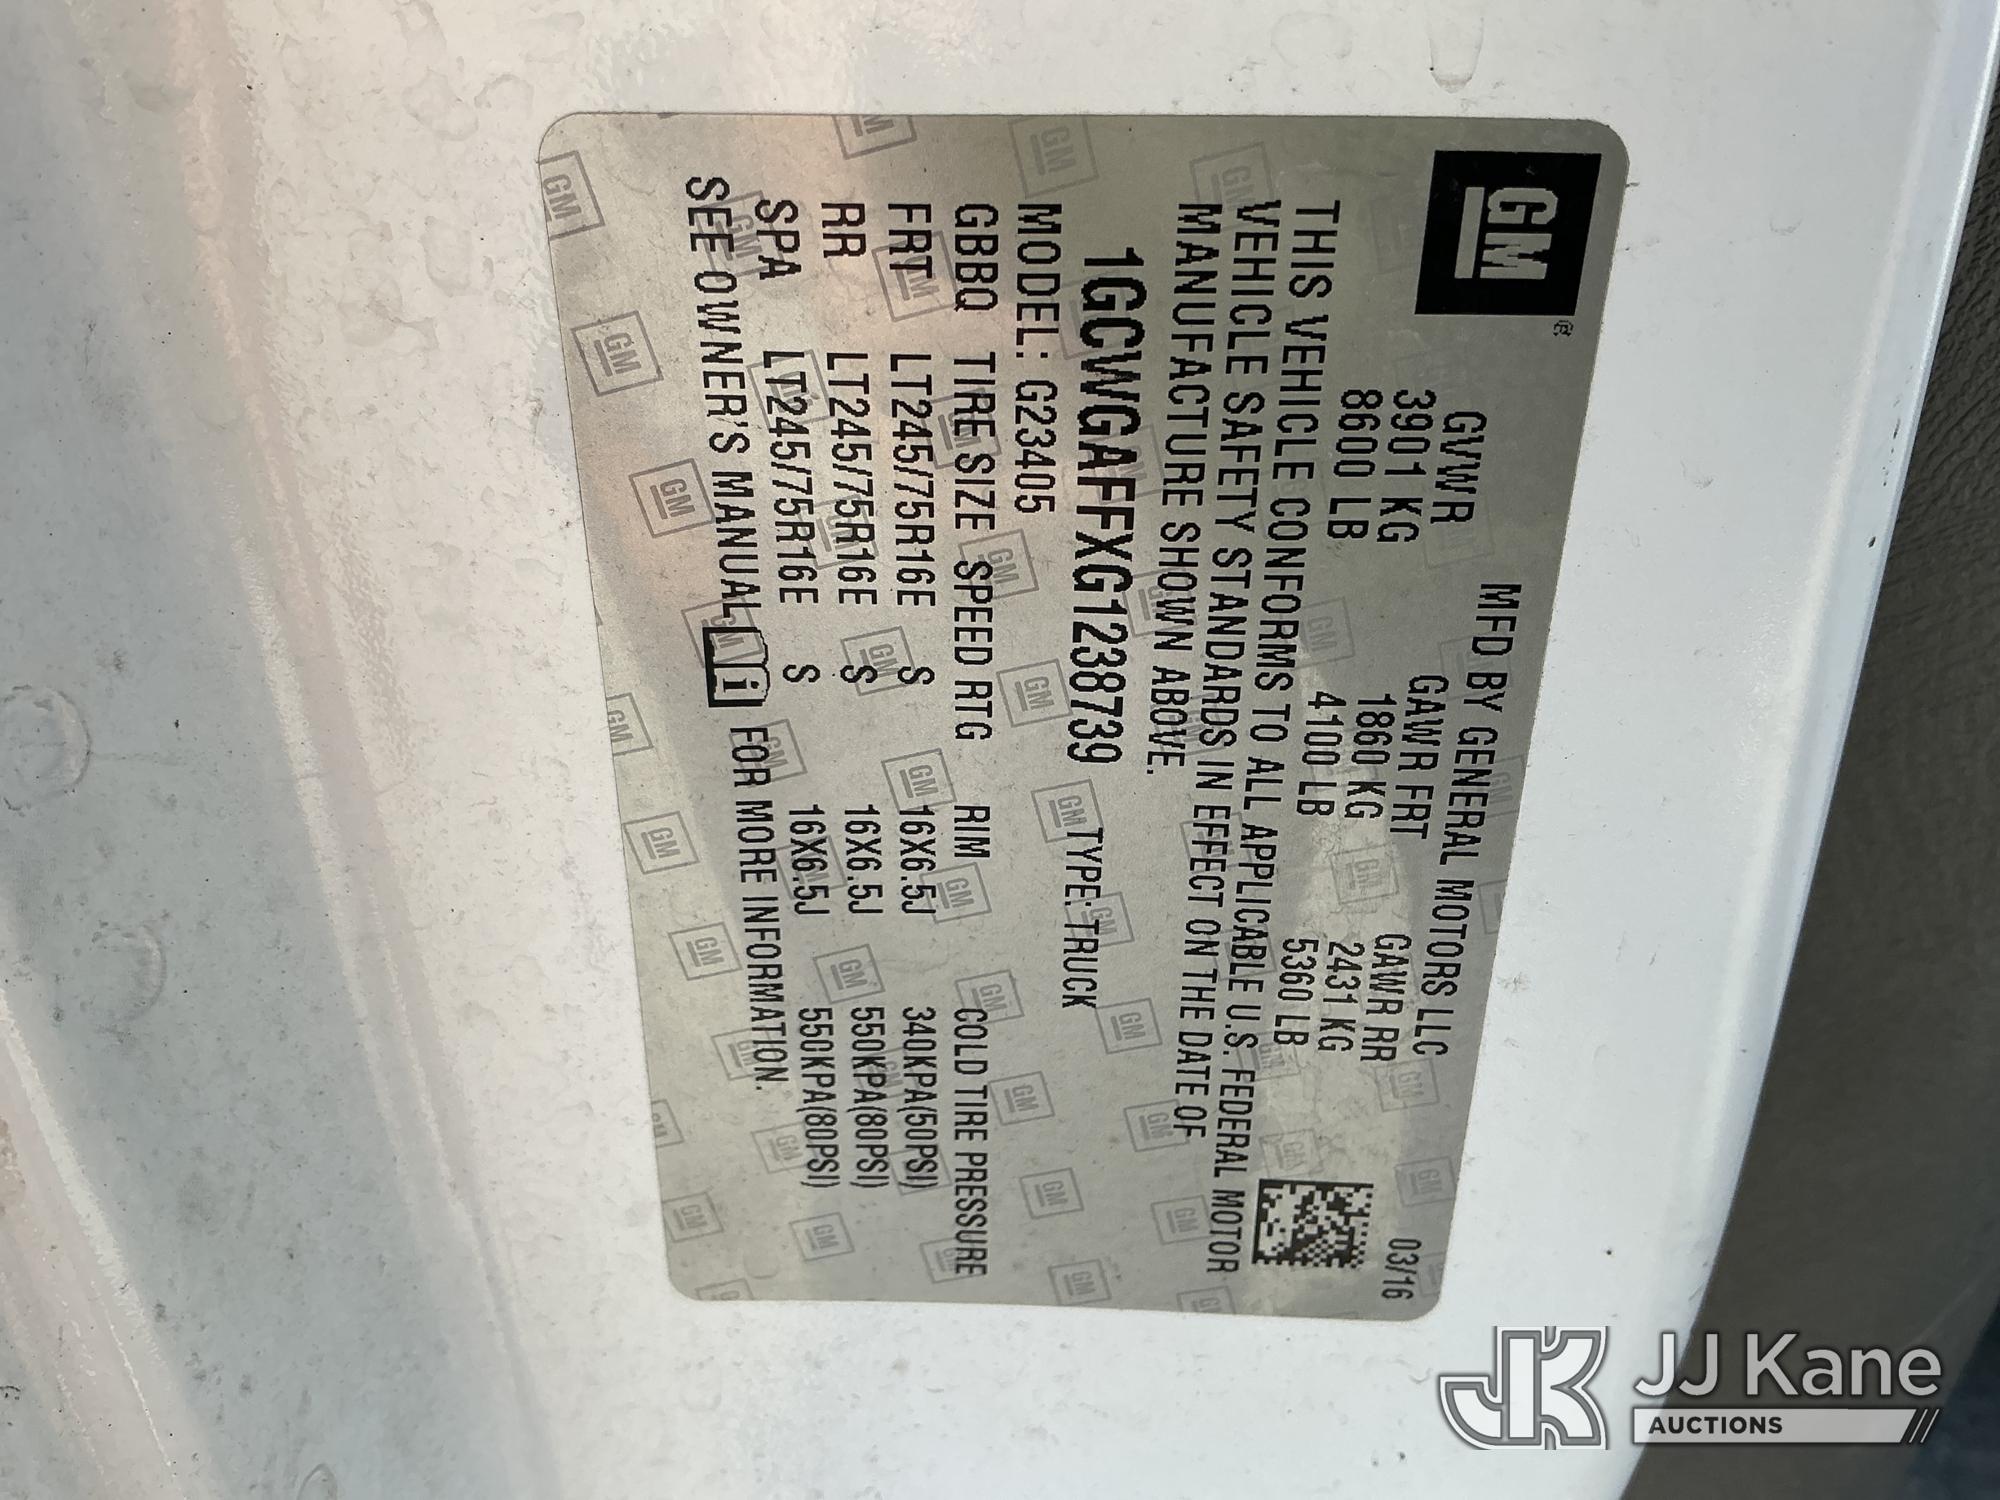 GM®
MFD BY GENERAL MOTORS LLC 03/16
GVWR GAWR FRT GAWR RR
3901 KG 1860 KG 2431 KG
8600 LB 4100 LB 5360 LB
THIS VEHICLE CONFORMS TO ALL APPLICABLE U.S. FEDERAL MOTOR
VEHICLE SAFETY STANDARDS IN EFFECT ON THE DATE OF
MANUFACTURE SHOWN ABOVE.
1GCWGAFFXG1238739 TYPE: TRUCK
MODEL: G23405
GBBQ TIRE SIZE SPEED RTG RIM COLD TIRE PRESSURE
FRT LT245/75R16E S 16X6.5J 340KPA(50PSI)
RR LT245/75R16E S 16X6.5J 550KPA(80PSI)
SPA LT245/75R16E S 16X6.5J 550KPA(80PSI)
SEE OWNER'S MANUAL i FOR MORE INFORMATION.
JK JJ Kane
AUCTIONS